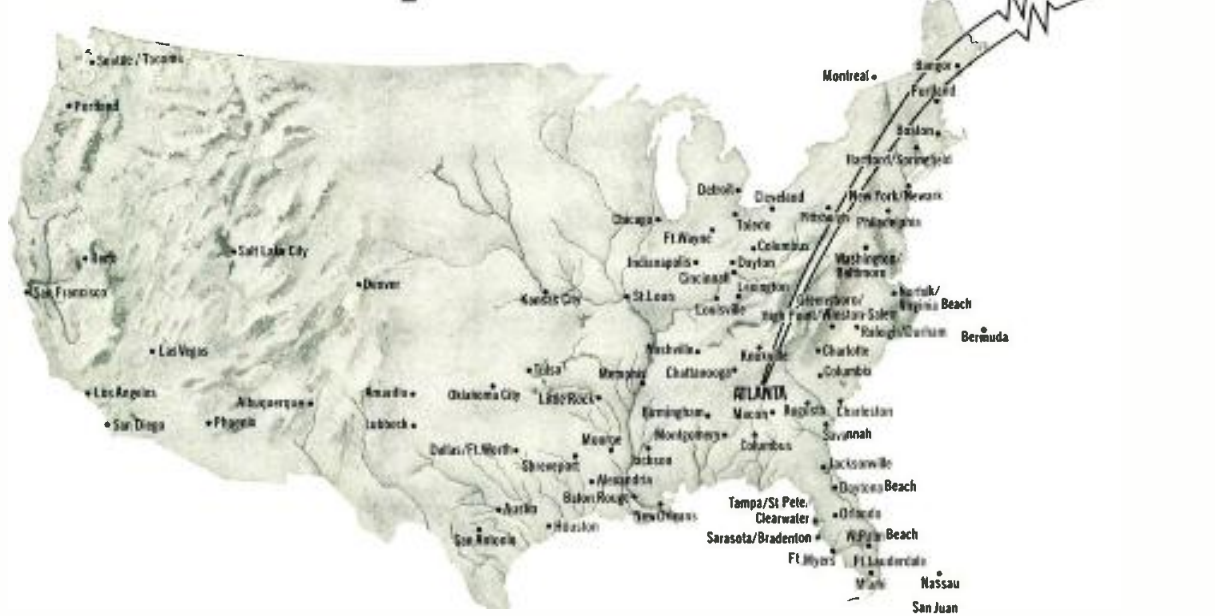 Seattle/Tacoma
Portland
Reno
San Francisco
Salt Lake City
Denver
Las Vegas
Los Angeles
San Diego
Phoenix
Albuquerque
Amarillo
Lubbock
Kansas City
St. Louis
Tulsa
Oklahoma City
Little Rock
Memphis
Dallas/Ft. Worth
Shreveport
Monroe
Jackson
Alexandria
Baton Rouge
New Orleans
Austin
San Antonio
Houston
Chicago
Detroit
Cleveland
Toledo
Ft. Wayne
Columbus
Indianapolis
Dayton
Cincinnati
Lexington
Louisville
Nashville
Knoxville
Chattanooga
ATLANTA
Birmingham
Macon
Augusta
Montgomery
Columbus
Montreal
Bangor
Portland
Boston
Hartford/Springfield
New York/Newark
Pittsburgh
Philadelphia
Washington/
Baltimore
Norfolk/
Virginia Beach
Greensboro/
High Point/Winston-Salem
Raleigh/Durham
Bermuda
Charlotte
Columbia
Charleston
Savannah
Jacksonville
Daytona Beach
Tampa/St Pete.
Clearwater
Orlando
Sarasota/Bradenton
W. Palm Beach
Ft. Myers
Ft. Lauderdale
Miami
Nassau
San Juan